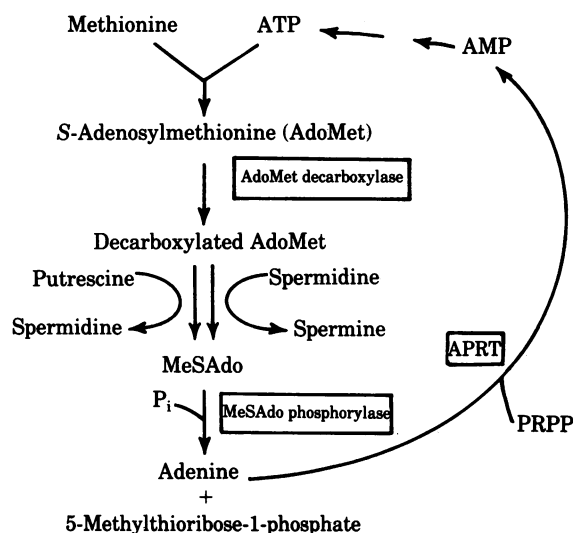 Methionine ATP AMP
S-Adenosylmethionine (AdoMet)
AdoMet decarboxylase
Decarboxylated AdoMet
Putrescine Spermidine
Spermidine Spermine
MeSAdo
APRT
Pi MeSAdo phosphorylase
PRPP
Adenine
+
5-Methylthioribose-1-phosphate